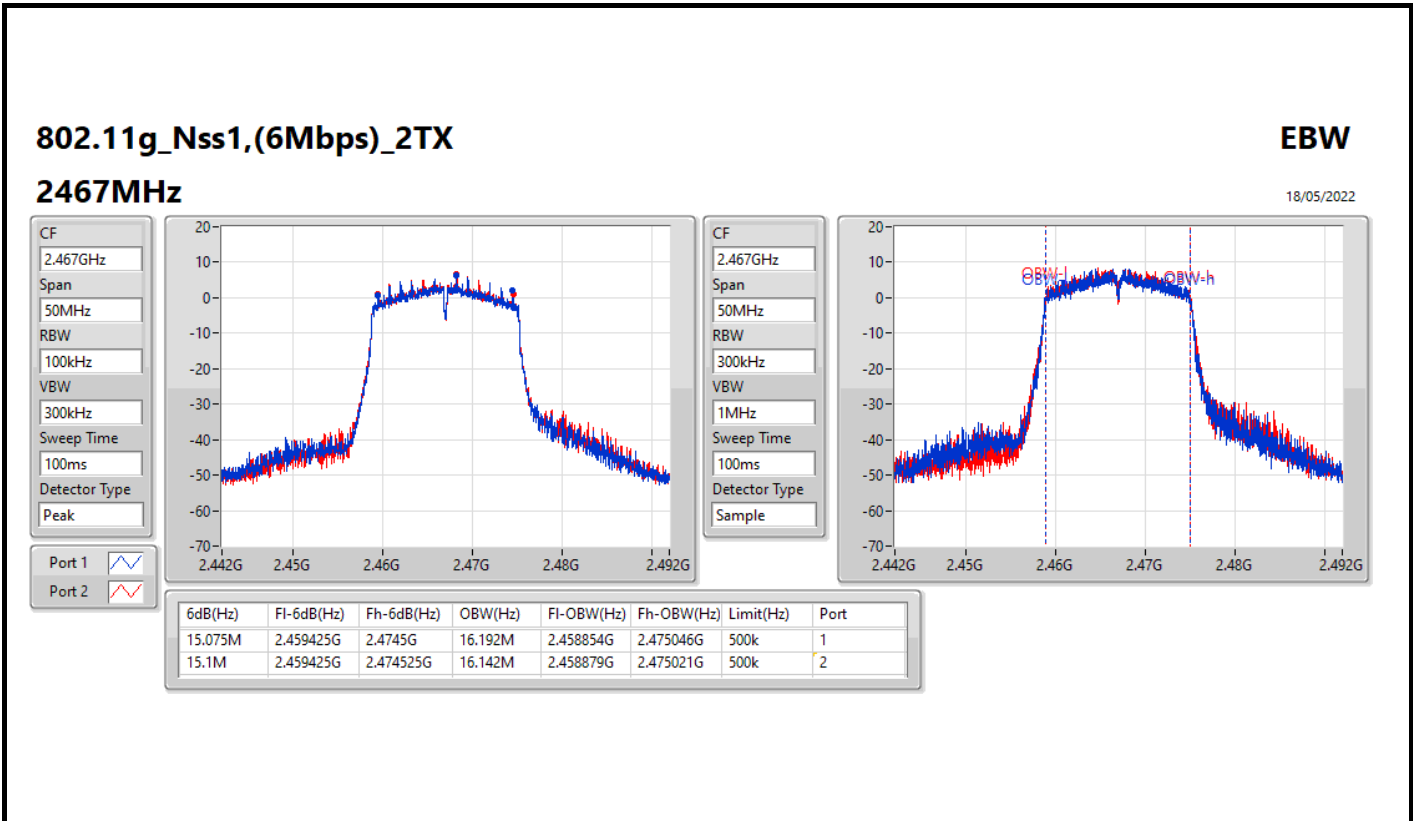 802.11g_Nss1,(6Mbps)_2TX
EBW
2467MHz
18/05/2022
CF
2.467GHz
Span
50MHz
RBW
100kHz
VBW
300kHz
Sweep Time
100ms
Detector Type
Peak
Port 1
Port 2
20
10
0
-10
-20
-30
-40
-50
-60
-70
2.442G 2.45G 2.46G 2.47G 2.48G 2.492G
CF
2.467GHz
Span
50MHz
RBW
300kHz
VBW
1MHz
Sweep Time
100ms
Detector Type
Sample
20
10
0
-10
-20
-30
-40
-50
-60
-70
OBW-l OBW-h
2.442G 2.45G 2.46G 2.47G 2.48G 2.492G
6dB(Hz) Fl-6dB(Hz) Fh-6dB(Hz) OBW(Hz) Fl-OBW(Hz) Fh-OBW(Hz) Limit(Hz) Port
15.075M 2.459425G 2.4745G 16.192M 2.458854G 2.475046G 500k 1
15.1M 2.459425G 2.474525G 16.142M 2.458879G 2.475021G 500k 2